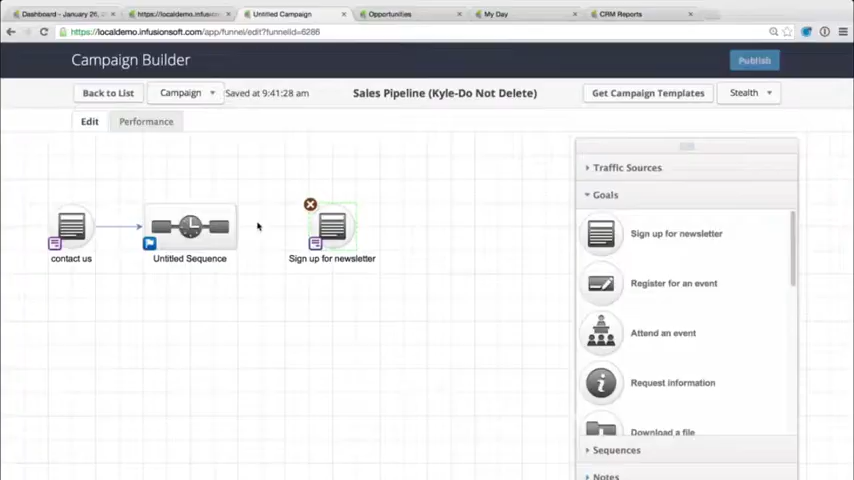 Dashboard - January 26, 2
https://localdemo.infusions
Untitled Campaign
Opportunities
My Day
CRM Reports
https://localdemo.infusionsoft.com/app/funnel/edit?funnelId=6286
Campaign Builder
Publish
Back to List
Campaign
Saved at 9:41:28 am
Sales Pipeline (Kyle-Do Not Delete)
Get Campaign Templates
Stealth
Edit
Performance
Traffic Sources
Goals
Sign up for newsletter
Register for an event
Attend an event
Request information
Download a file
Sequences
Notes
contact us
Untitled Sequence
Sign up for newsletter